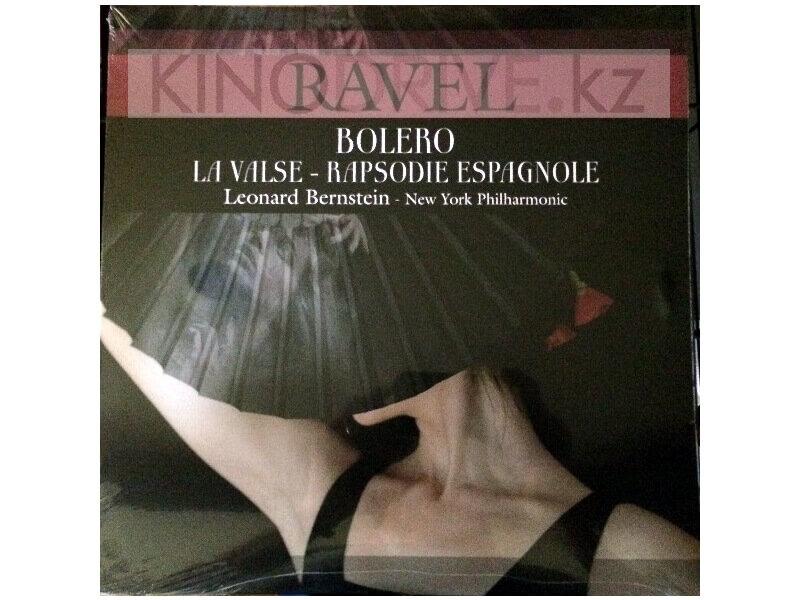 RAVEL
BOLERO
LA VALSE - RAPSODIE ESPAGNOLE
Leonard Bernstein - New York Philharmonic